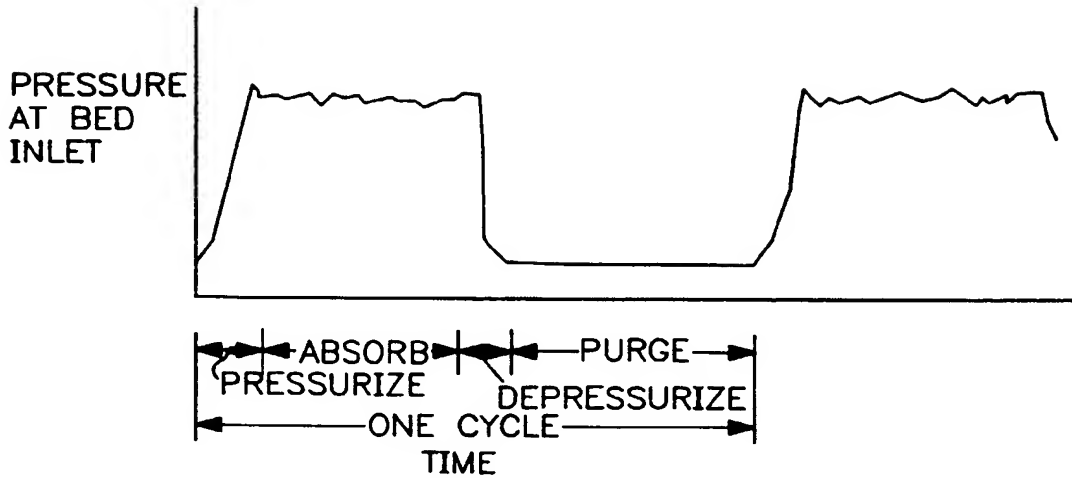 PRESSURE
AT BED
INLET
ABSORB
PURGE
PRESSURIZE
DEPRESSURIZE
ONE CYCLE
TIME